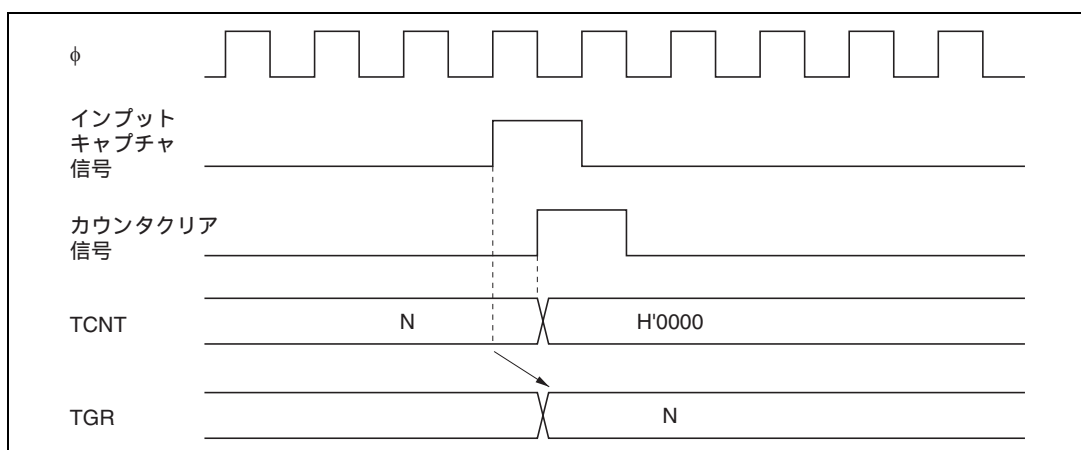 φ
インプット
キャプチャ
信号
カウンタクリア
信号
TCNT
N
H'0000
TGR
N